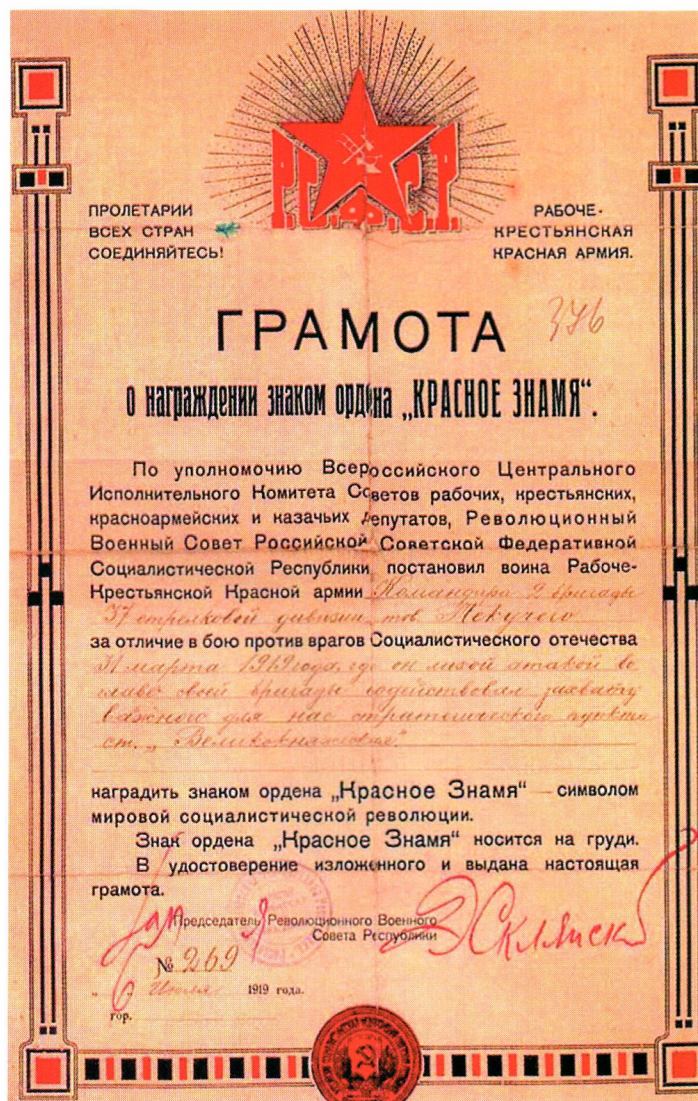 Р.С.Ф.С.Р.
ПРОЛЕТАРИИ
ВСЕХ СТРАН
СОЕДИНЯЙТЕСЬ!
РАБОЧЕ-
КРЕСТЬЯНСКАЯ
КРАСНАЯ АРМИЯ.
376
ГРАМОТА
о награждении знаком ордена „КРАСНОЕ ЗНАМЯ“.
По уполномочию Всероссийского Центрального
Исполнительного Комитета Советов рабочих, крестьянских,
красноармейских и казачьих депутатов, Революционный
Военный Совет Российской Советской Федеративной
Социалистической Республики постановил воина Рабоче-
Крестьянской Красной армии Командира 2 бригады
37 стрелковой дивизии тов.
за отличие в бою против врагов Социалистического отечества
31 марта 1919 года, где он лихой атакой во
главе своей бригады содействовал захвату
важного для нас стратегического пункта
ст.
наградить знаком ордена „Красное Знамя“ символом
мировой социалистической революции.
Знак ордена „Красное Знамя“ носится на груди.
В удостоверение изложенного и выдана настоящая
грамота.
Председатель Революционного Военного
Совета Республики
№ 269
Июля 1919 года.
гор.